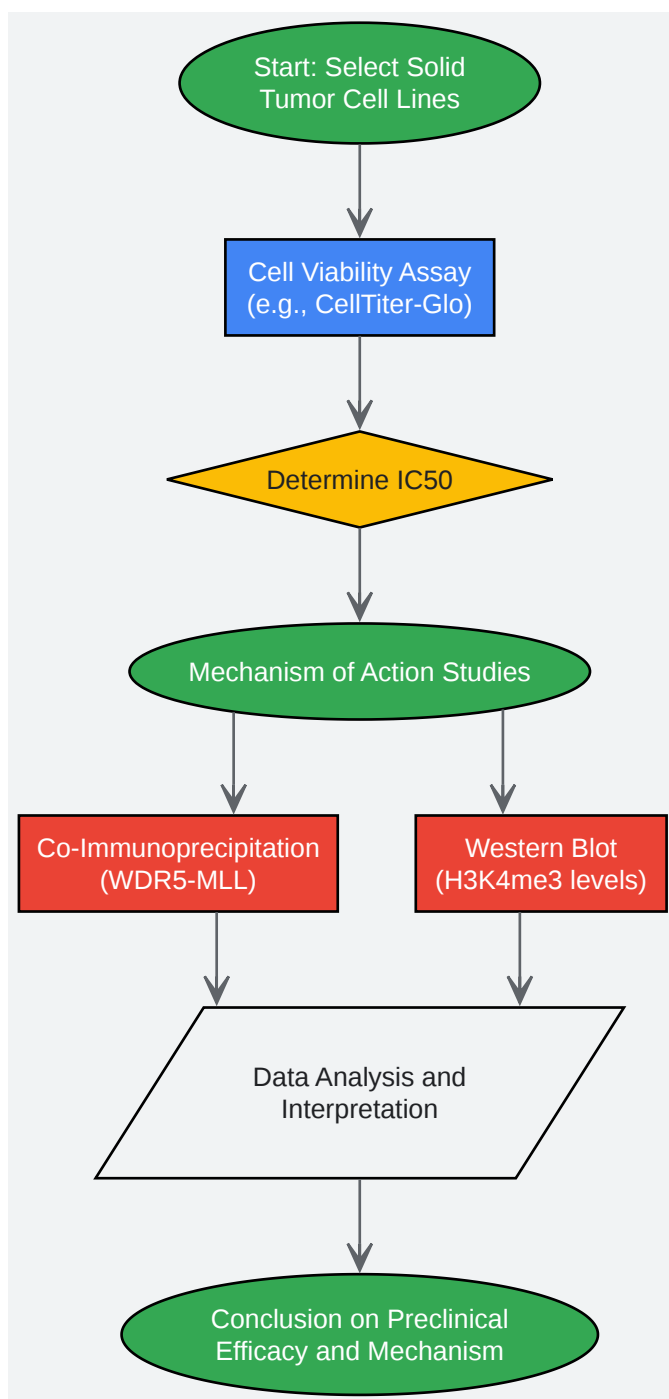 Start: Select Solid
Tumor Cell Lines
Cell Viability Assay
(e.g., CellTiter-Glo)
Determine IC50
Mechanism of Action Studies
Co-Immunoprecipitation
(WDR5-MLL)
Western Blot
(H3K4me3 levels)
Data Analysis and
Interpretation
Conclusion on Preclinical
Efficacy and Mechanism